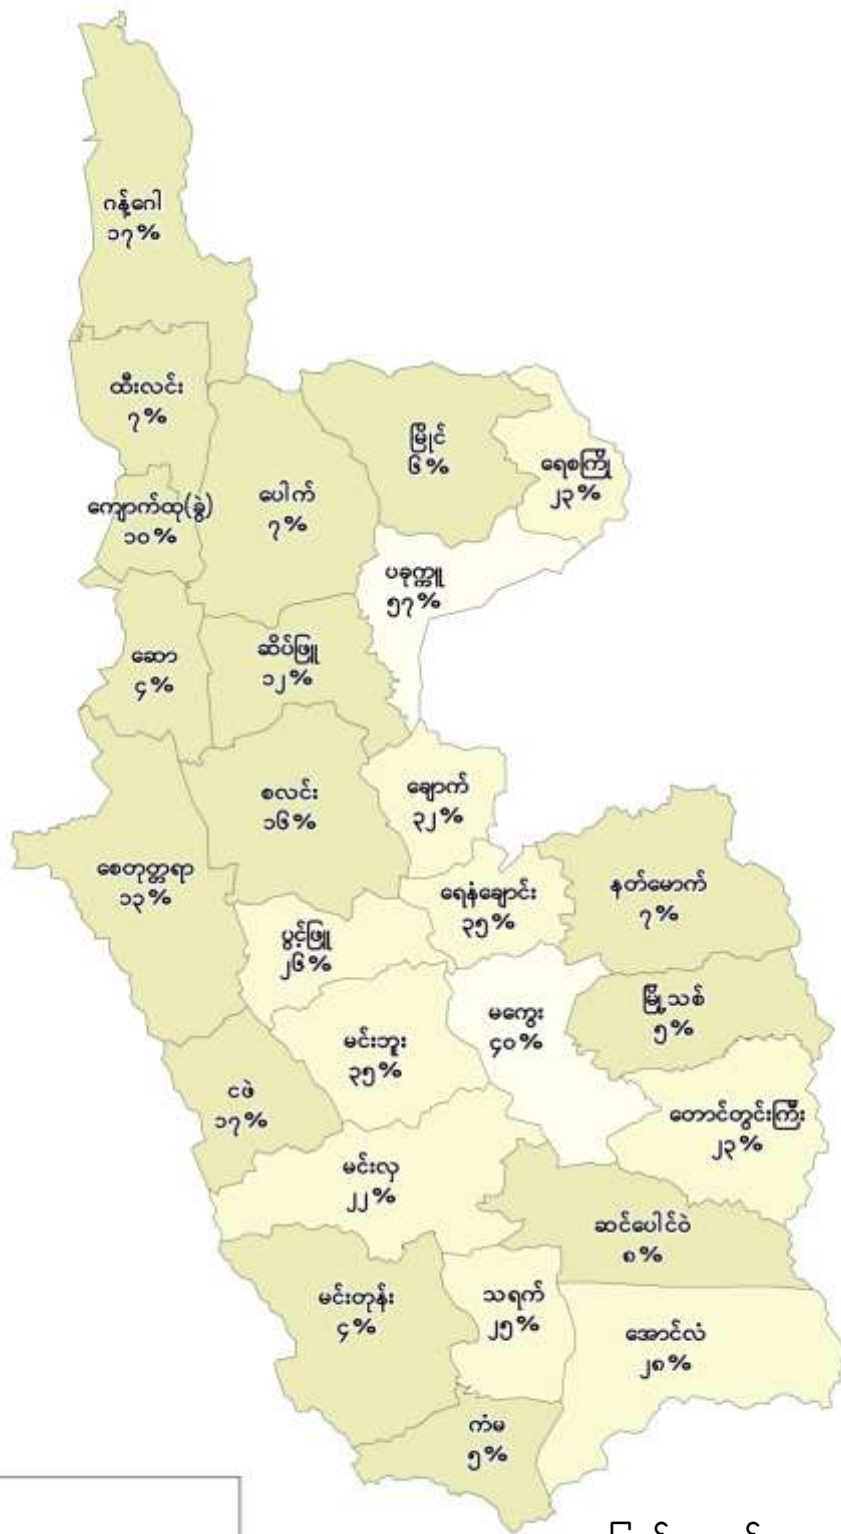 ဂန့်ဂေါ
၁၇%
ထီးလင်း
၇%
မြိုင်
၆%
ရေစကြို
၂၃%
ပေါက်
၇%
ကျောက်ထု(ခွဲ)
၁၀%
ပခုက္ကူ
၅၇%
ဆော
၄%
ဆိပ်ဖြူ
၁၂%
စလင်း
၁၆%
ချောက်
၃၂%
စေတုတ္တရာ
၁၃%
ရေနံချောင်း
၃၅%
နတ်မောက်
၇%
ပွင့်ဖြူ
၂၆%
မြို့သစ်
၅%
မကွေး
၄၀%
မင်းဘူး
၃၅%
ငဖဲ
၁၇%
တောင်တွင်းကြီး
၂၃%
မင်းလှ
၂၂%
ဆင်ပေါင်ဝဲ
၈%
မင်းတုန်း
၄%
သရက်
၂၅%
အောင်လံ
၂၈%
ကံမ
၅%